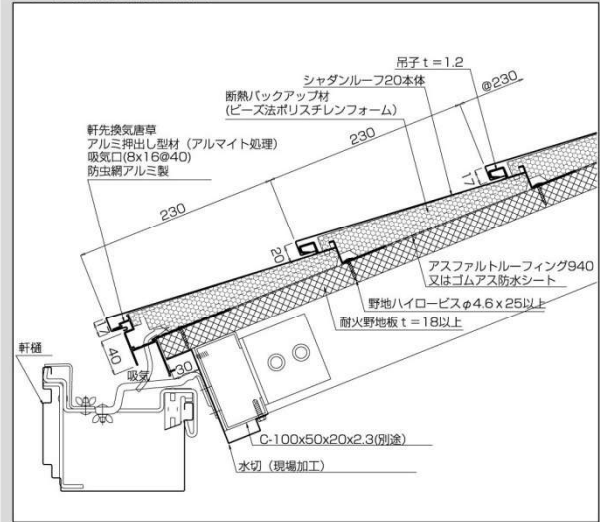 吊子 t＝1.2
シャダンルーフ20本体
断熱バックアップ材
(ビーズ法ポリスチレンフォーム)
@230
230
17
軒先換気唐草
アルミ押出し型材（アルマイト処理）
吸気口(8x16@40)
防虫網アルミ製
230
20
アスファルトルーフィング940
又はゴムアス防水シート
野地ハイロービスφ4.6ｘ25以上
耐火野地板ｔ＝18以上
17
40
軒樋
吸気
30
C-100x50x20x2.3(別途)
水切（現場加工）